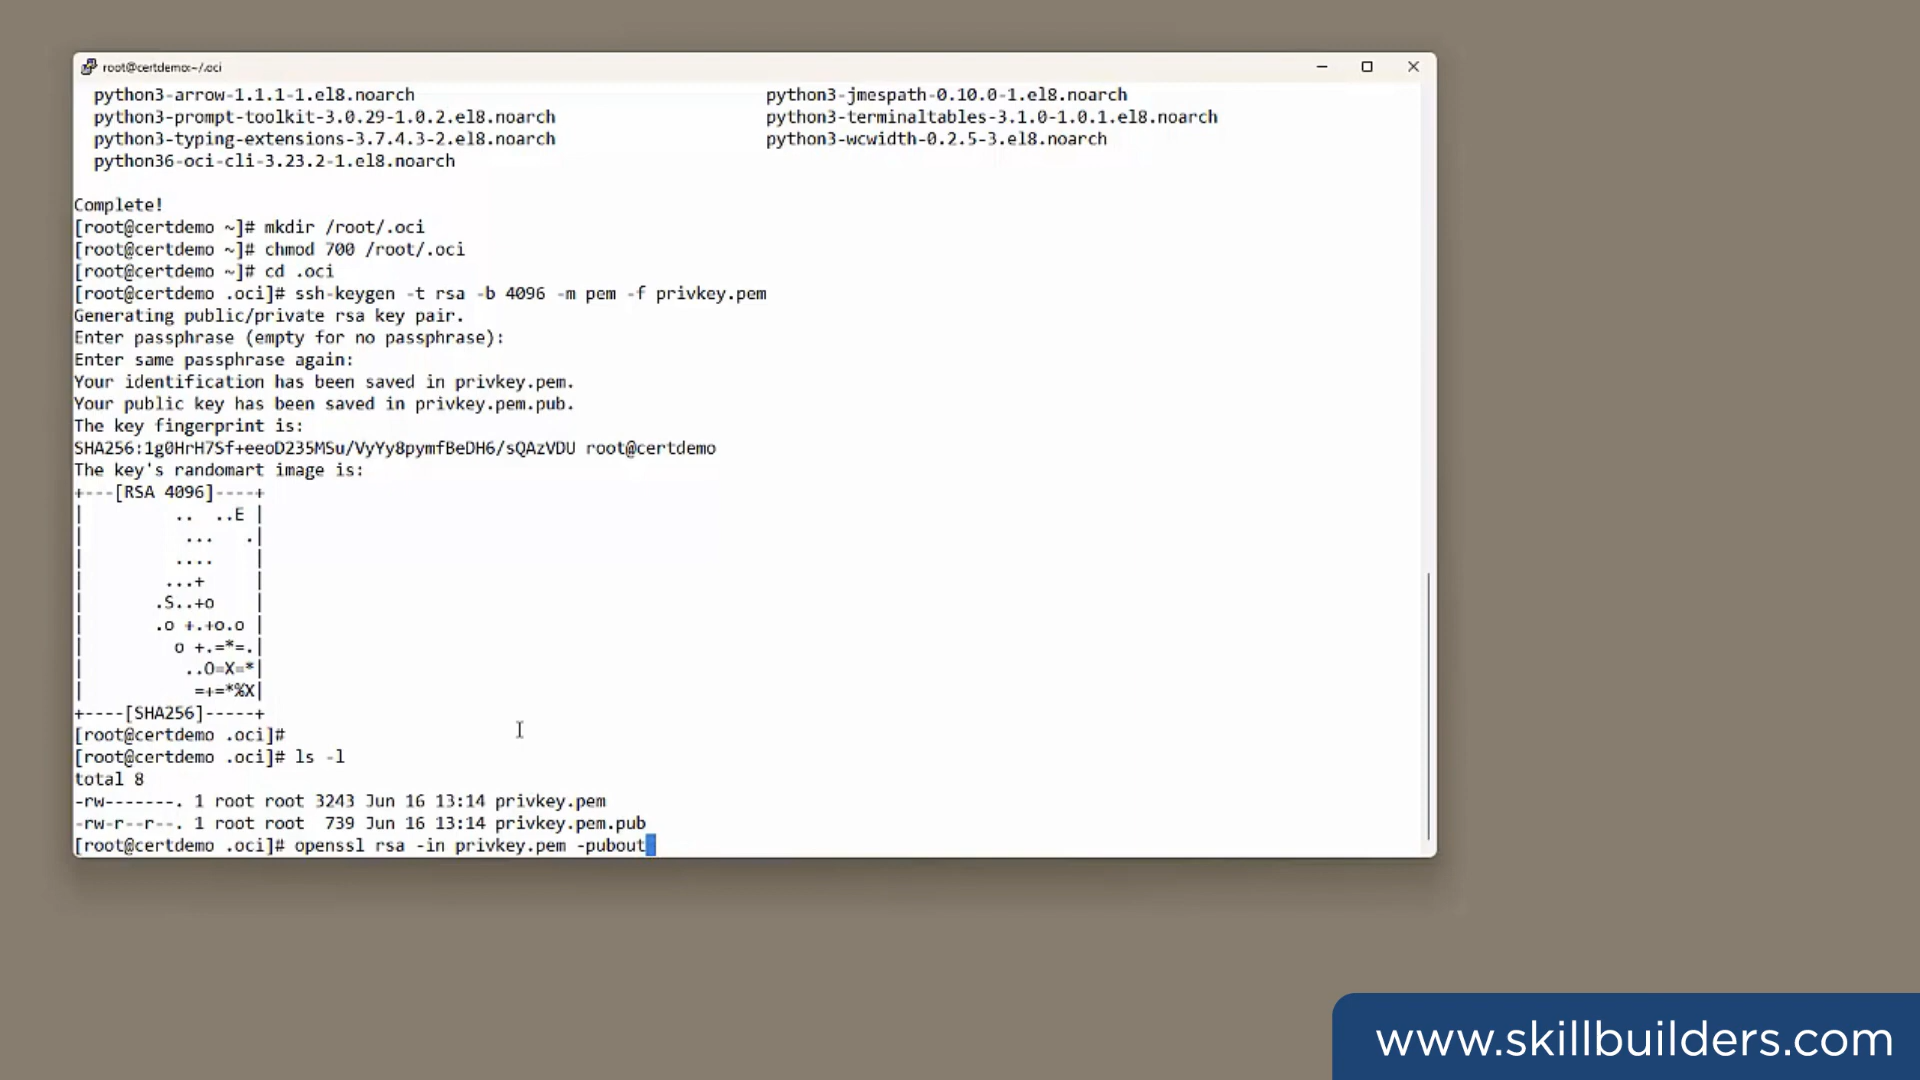 root@certdemo:~/.oci
python3-arrow-1.1.1-1.el8.noarch python3-jmespath-0.10.0-1.el8.noarch
python3-prompt-toolkit-3.0.29-1.0.2.el8.noarch python3-terminaltables-3.1.0-1.0.1.el8.noarch
python3-typing-extensions-3.7.4.3-2.el8.noarch python3-wcwidth-0.2.5-3.el8.noarch
python36-oci-cli-3.23.2-1.el8.noarch
Complete!
[root@certdemo ~]# mkdir /root/.oci
[root@certdemo ~]# chmod 700 /root/.oci
[root@certdemo ~]# cd .oci
[root@certdemo .oci]# ssh-keygen -t rsa -b 4096 -m pem -f privkey.pem
Generating public/private rsa key pair.
Enter passphrase (empty for no passphrase):
Enter same passphrase again:
Your identification has been saved in privkey.pem.
Your public key has been saved in privkey.pem.pub.
The key fingerprint is:
SHA256:1g0HrH7Sf+eeoD235MSu/VyYy8pymfBeDH6/sQAzVDU root@certdemo
The key's randomart image is:
+---[RSA 4096]----+
|         ..  ..E |
|          ...   .|
|         ....    |
|        ...+     |
|       .S..+o    |
|       .o +.+o.o |
|         o +.=*=.|
|          ..O=X=*|
|           =+=*%X|
+----[SHA256]-----+
[root@certdemo .oci]#
[root@certdemo .oci]# ls -l
total 8
-rw-------. 1 root root 3243 Jun 16 13:14 privkey.pem
-rw-r--r--. 1 root root  739 Jun 16 13:14 privkey.pem.pub
[root@certdemo .oci]# openssl rsa -in privkey.pem -pubout
www.skillbuilders.com